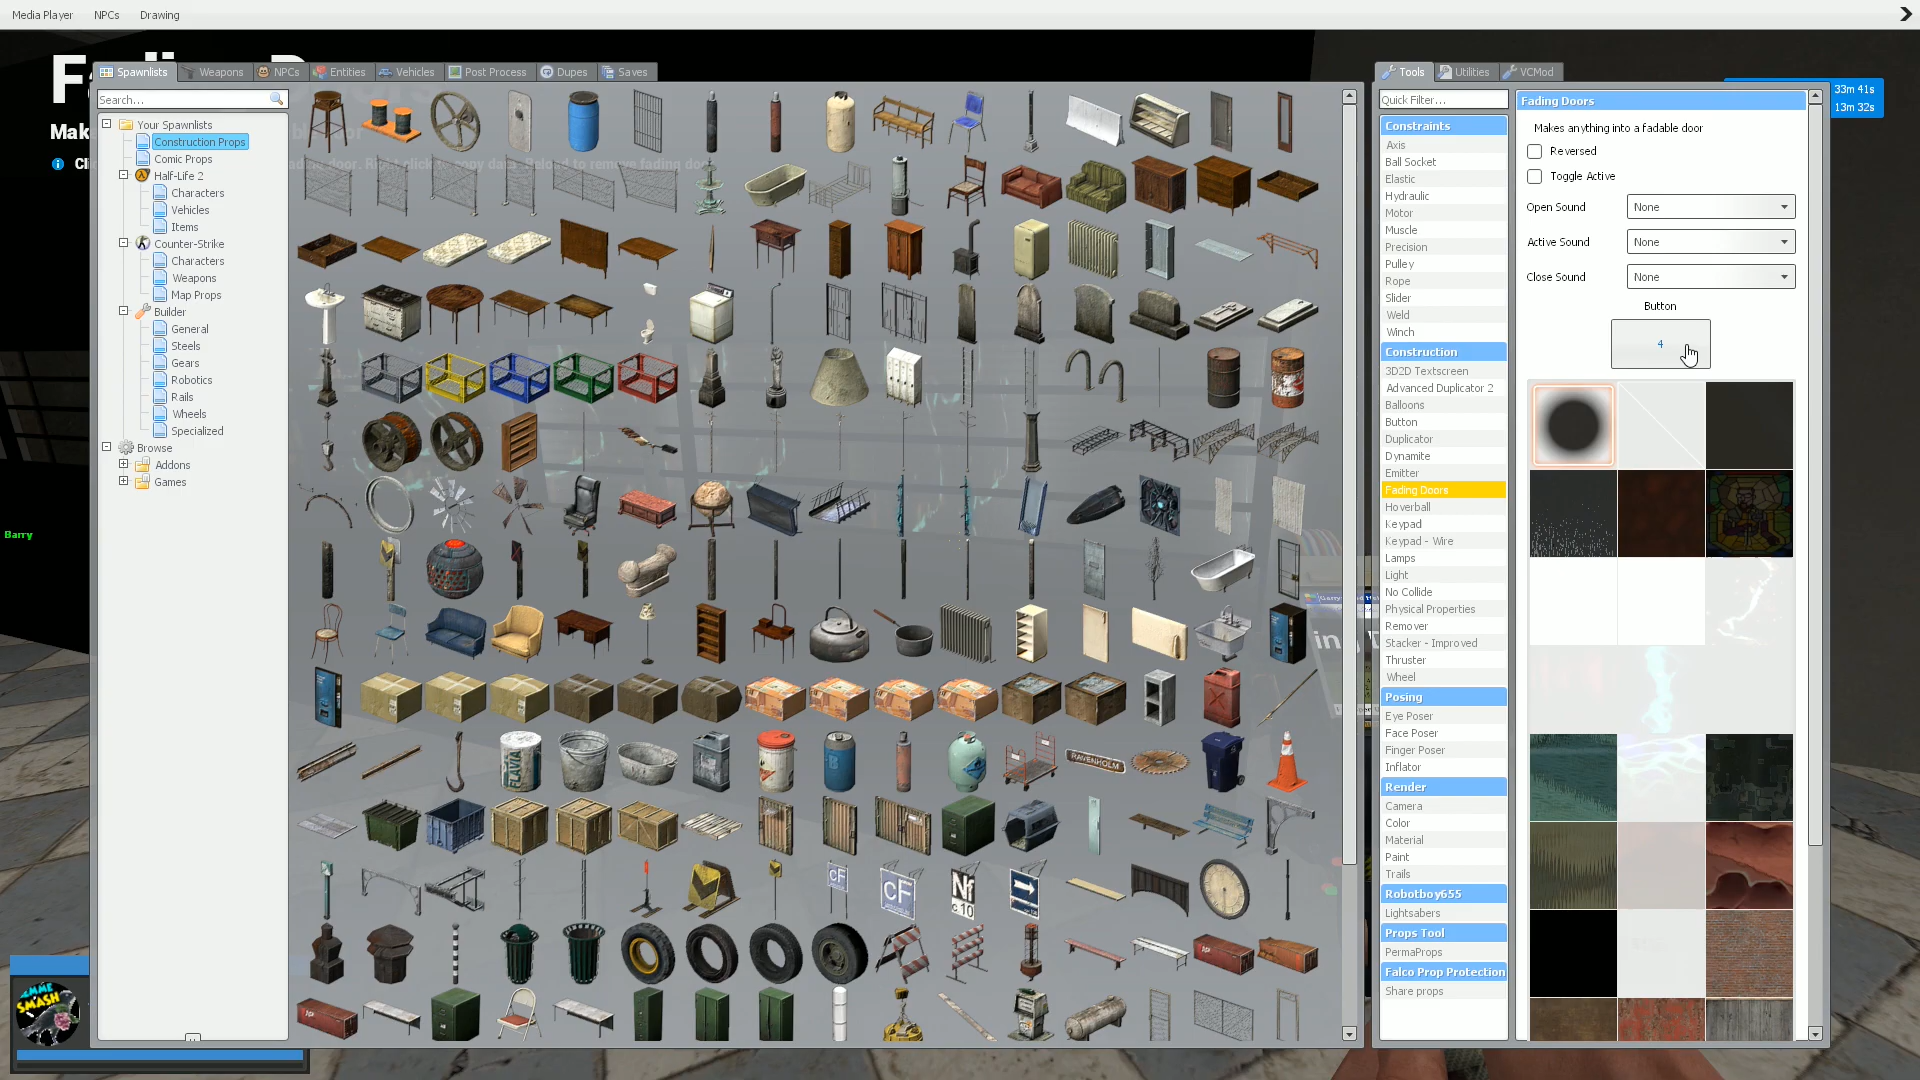 Media Player NPCs Drawing
Spawnlists Weapons NPCs Entities Vehicles Post Process Dupes Saves
Search...
Your Spawnlists
Construction Props
Comic Props
Half-Life 2
Characters
Vehicles
Items
Counter-Strike
Characters
Weapons
Map Props
Builder
General
Steels
Gears
Robotics
Rails
Wheels
Specialized
Browse
Addons
Games
Mak
Barry
RAVENHOLM
cF
cF
Nf
c 10
Tools Utilities VCMod
Quick Filter...
Constraints
Axis
Ball Socket
Elastic
Hydraulic
Motor
Muscle
Precision
Pulley
Rope
Slider
Weld
Winch
Construction
3D2D Textscreen
Advanced Duplicator 2
Balloons
Button
Duplicator
Dynamite
Emitter
Fading Doors
Hoverball
Keypad
Keypad - Wire
Lamps
Light
No Collide
Physical Properties
Remover
Stacker - Improved
Thruster
Wheel
Posing
Eye Poser
Face Poser
Finger Poser
Inflator
Render
Camera
Color
Material
Paint
Trails
Robotboy655
Lightsabers
Props Tool
PermaProps
Falco Prop Protection
Share props
Fading Doors
Makes anything into a fadable door
Reversed
Toggle Active
Open Sound None
Active Sound None
Close Sound None
Button
4
33m 41s
13m 32s